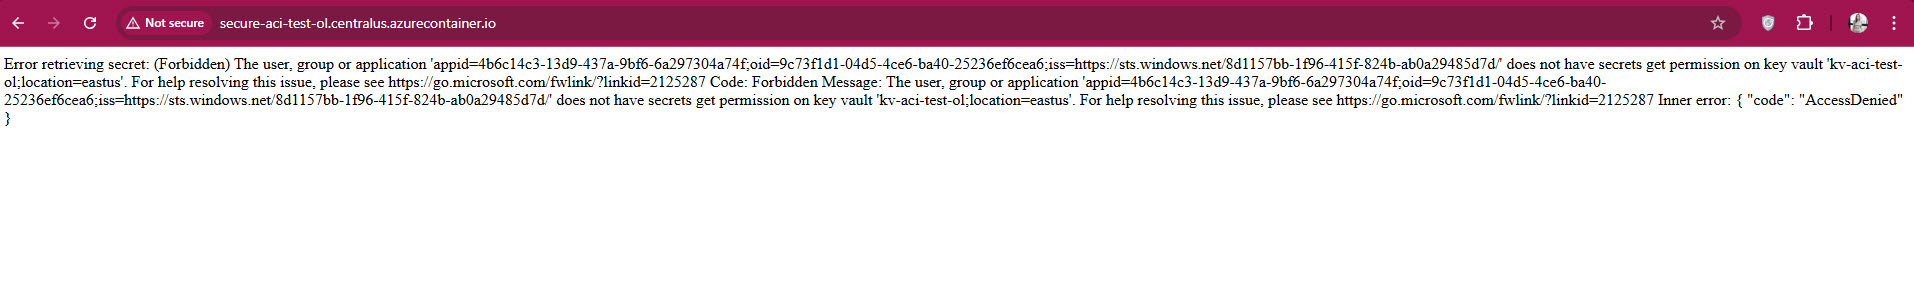 Not secure secure-aci-test-ol.centralus.azurecontainer.io
Error retrieving secret: (Forbidden) The user, group or application 'appid=4b6c14c3-13d9-437a-9bf6-6a297304a74f;oid=9c73f1d1-04d5-4ce6-ba40-25236ef6cea6;iss=https://sts.windows.net/8d1157bb-1f96-415f-824b-ab0a29485d7d/' does not have secrets get permission on key vault 'kv-aci-test-
ol;location=eastus'. For help resolving this issue, please see https://go.microsoft.com/fwlink/?linkid=2125287 Code: Forbidden Message: The user, group or application 'appid=4b6c14c3-13d9-437a-9bf6-6a297304a74f;oid=9c73f1d1-04d5-4ce6-ba40-
25236ef6cea6;iss=https://sts.windows.net/8d1157bb-1f96-415f-824b-ab0a29485d7d/' does not have secrets get permission on key vault 'kv-aci-test-ol;location=eastus'. For help resolving this issue, please see https://go.microsoft.com/fwlink/?linkid=2125287 Inner error: { "code": "AccessDenied"
}